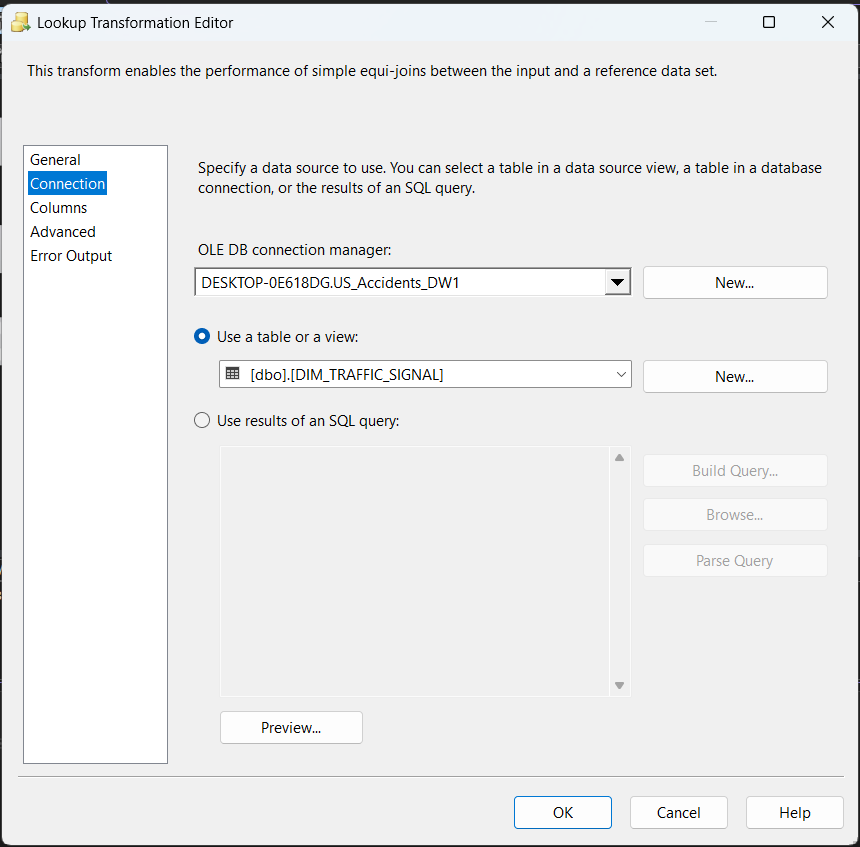 Lookup Transformation Editor
This transform enables the performance of simple equi-joins between the input and a reference data set.
General
Connection
Columns
Advanced
Error Output
Specify a data source to use. You can select a table in a data source view, a table in a database
connection, or the results of an SQL query.
OLE DB connection manager:
DESKTOP-0E618DG.US_Accidents_DW1
New...
Use a table or a view:
[dbo].[DIM_TRAFFIC_SIGNAL]
New...
Use results of an SQL query:
Build Query...
Browse...
Parse Query
Preview...
OK
Cancel
Help